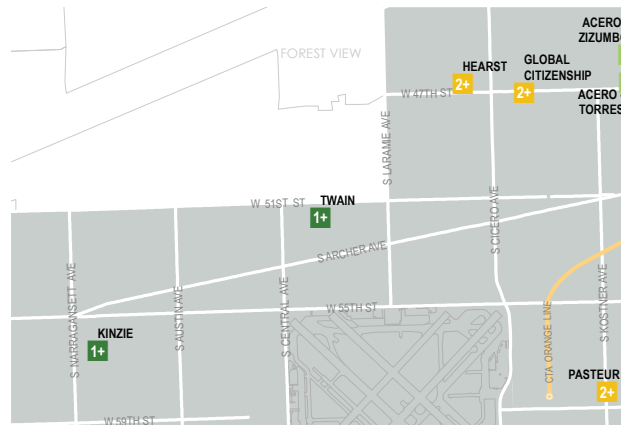 ACERO
ZIZUMBO
FOREST VIEW
HEARST
GLOBAL
CITIZENSHIP
2+
2+
W 47TH ST
ACERO
TORRES
S LARAMIE AVE
TWAIN
W 51ST ST
1+
S CICERO AVE
S ARCHER AVE
S NARRAGANSETT AVE
S AUSTIN AVE
S CENTRAL AVE
W 55TH ST
S KOSTNER AVE
CTA ORANGE LINE
KINZIE
1+
PASTEUR
2+
W 59TH ST